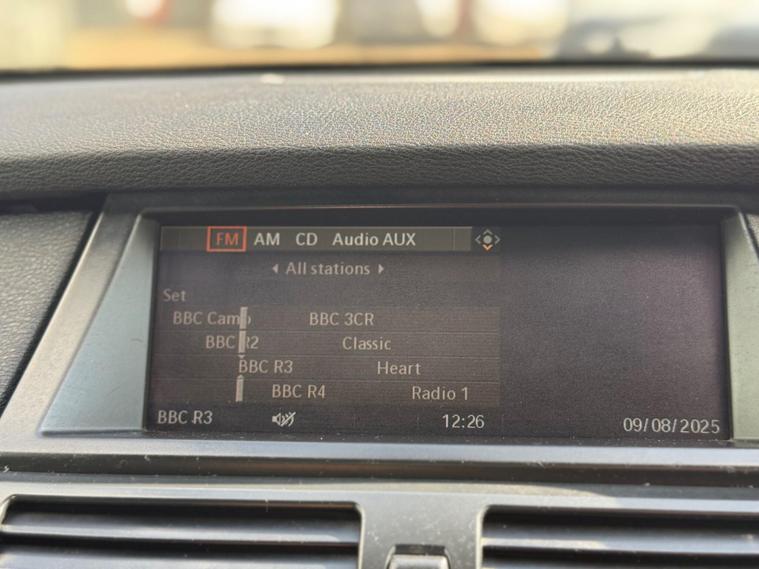 FM AM CD Audio AUX
All stations
Set
BBC Camb BBC 3CR
BBC R2 Classic
BBC R3 Heart
BBC R4 Radio 1
BBC R3 12:26 09/08/2025